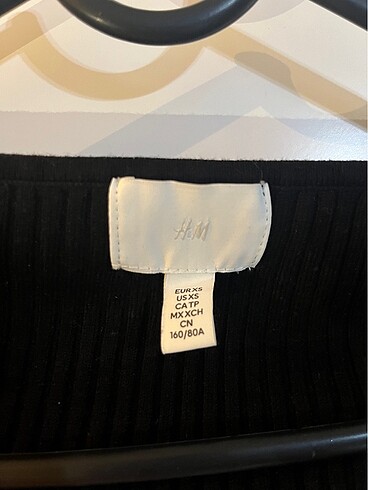 H&M
EUR XS
US XS
CA TP
MX XCH
CN
160/80A